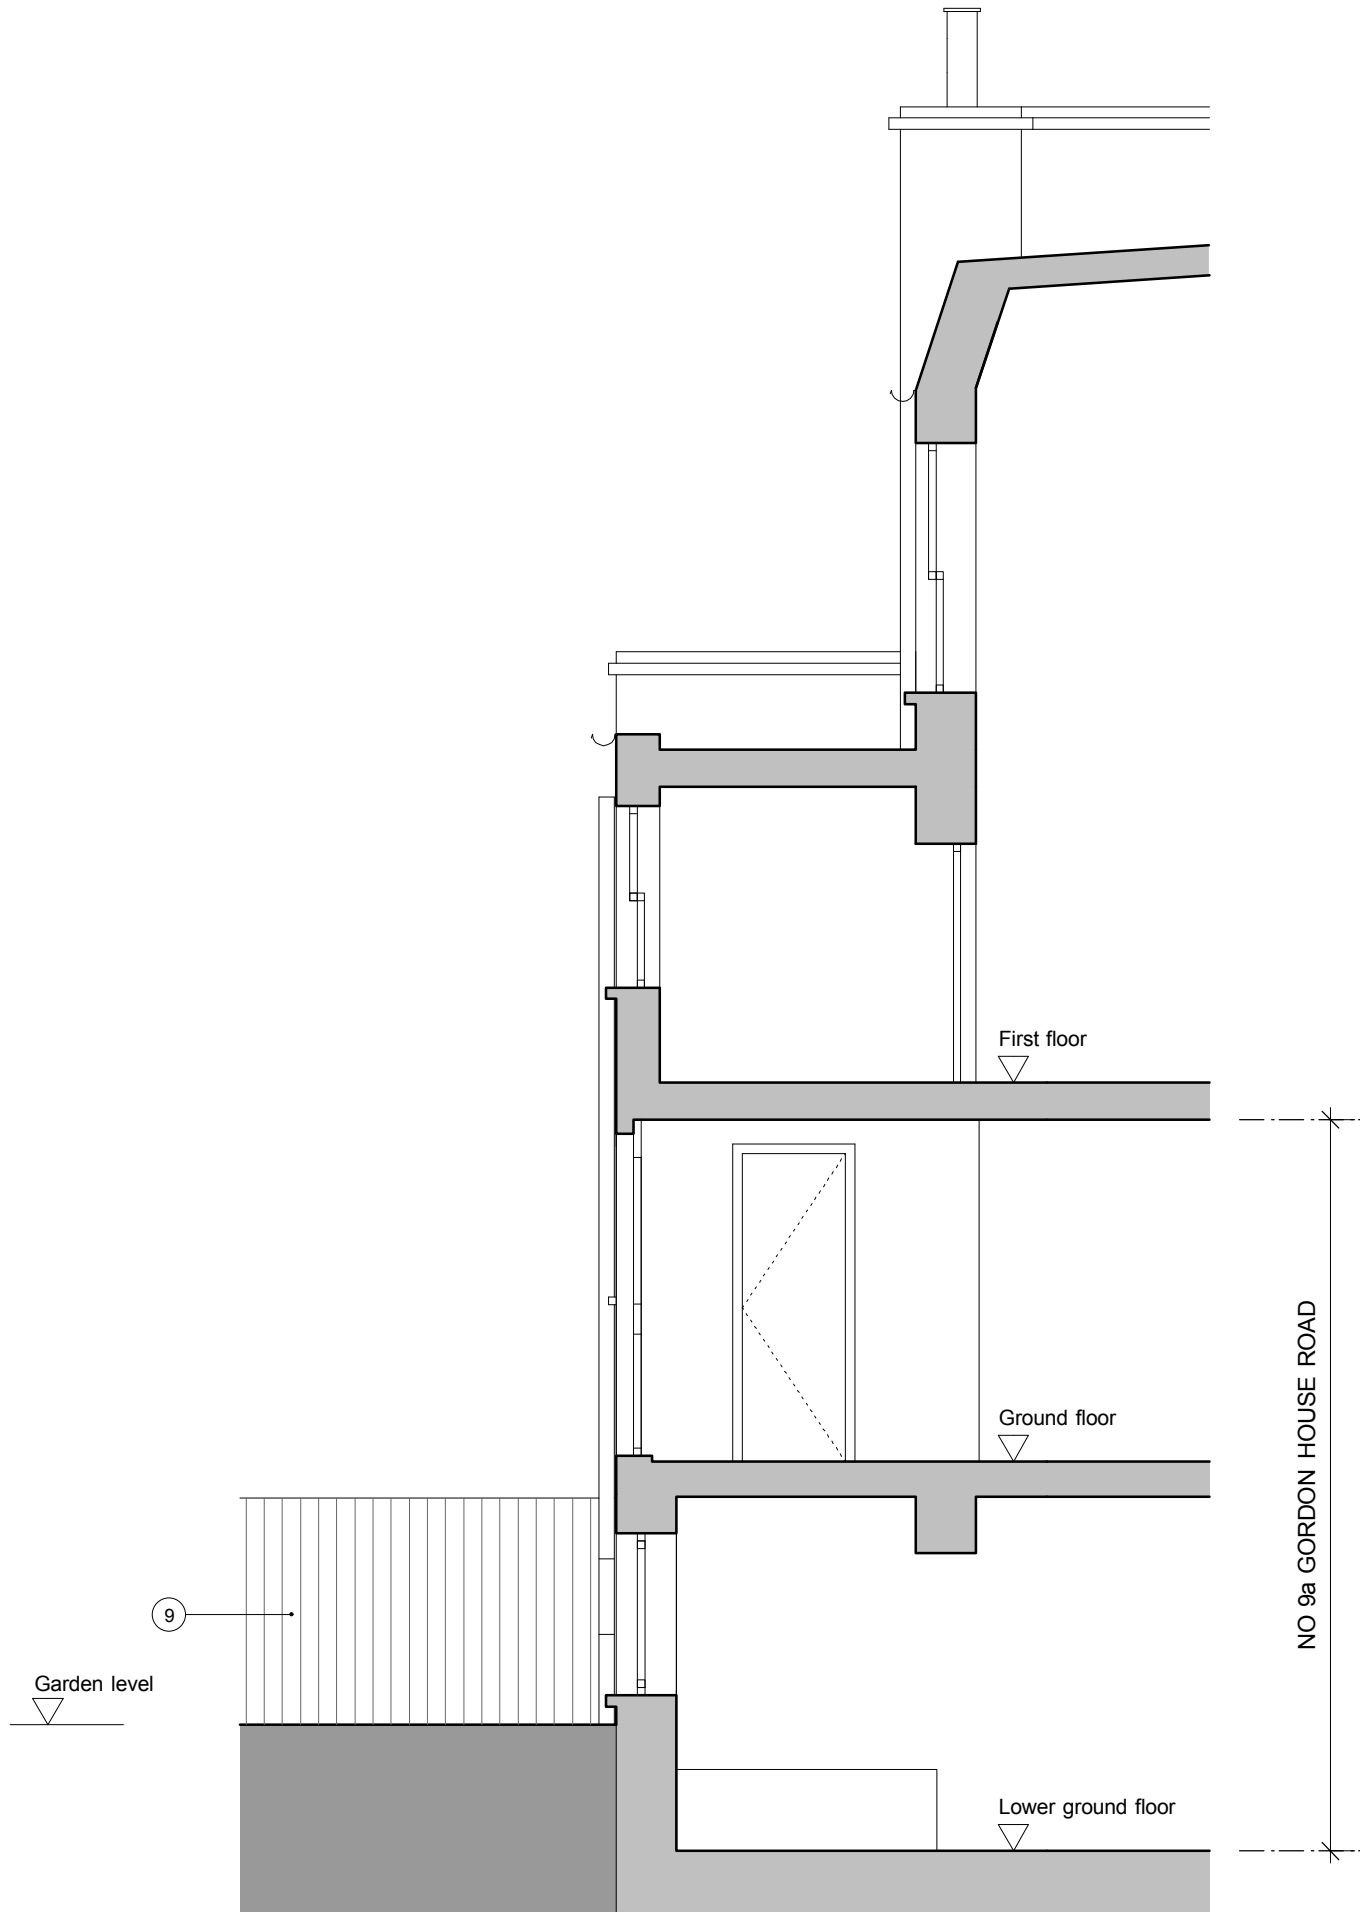 First floor
Ground floor
NO 9a GORDON HOUSE ROAD
9
Garden level
Lower ground floor